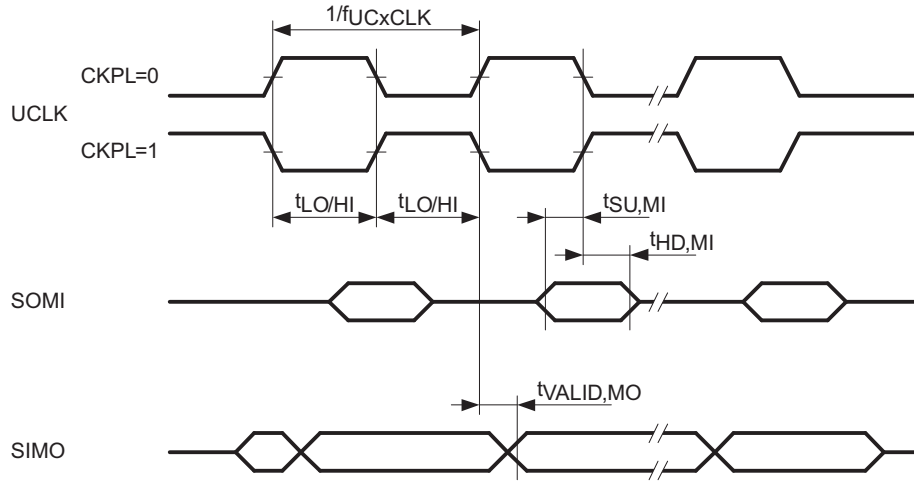 1/fUCxCLK
CKPL=0
UCLK
CKPL=1
tLO/HI tLO/HI tSU,MI
tHD,MI
SOMI
tVALID,MO
SIMO